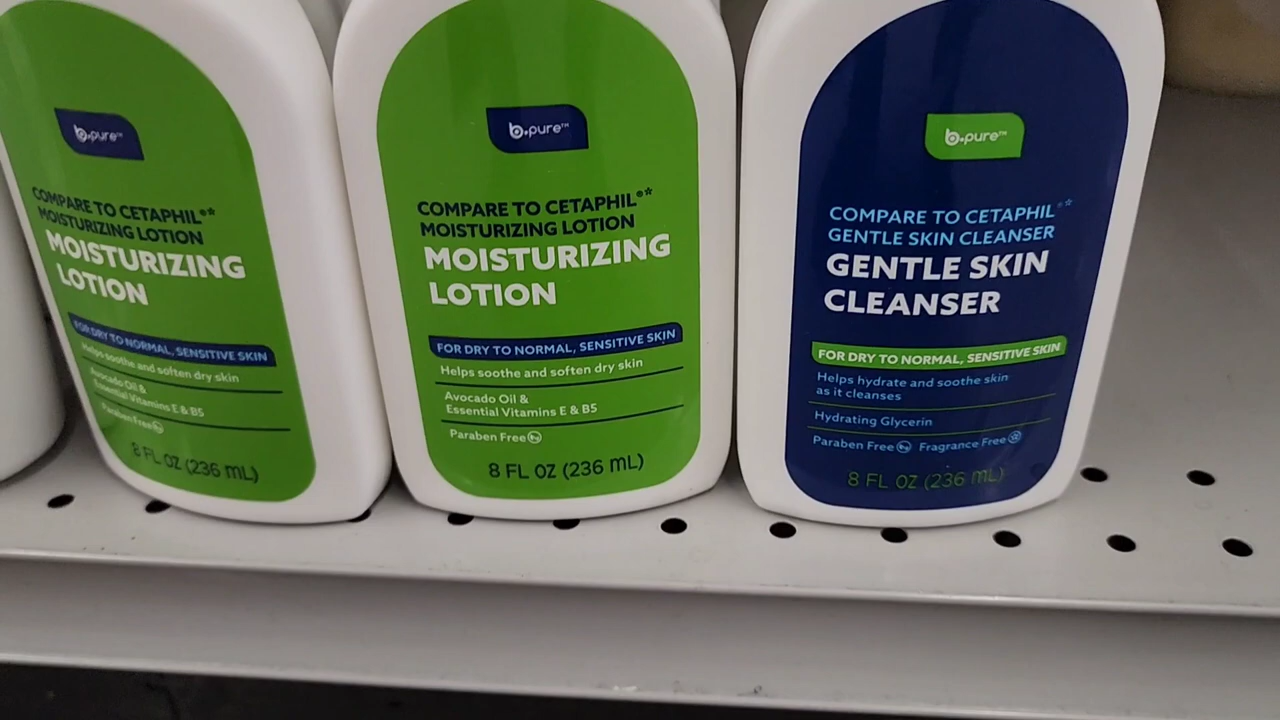 b.pure™
COMPARE TO CETAPHIL®*
MOISTURIZING LOTION
MOISTURIZING
LOTION
FOR DRY TO NORMAL, SENSITIVE SKIN
Helps soothe and soften dry skin
Avocado Oil &
Essential Vitamins E & B5
Paraben Free
8 FL OZ (236 mL)
b.pure™
COMPARE TO CETAPHIL®*
MOISTURIZING LOTION
MOISTURIZING
LOTION
FOR DRY TO NORMAL, SENSITIVE SKIN
Helps soothe and soften dry skin
Avocado Oil &
Essential Vitamins E & B5
Paraben Free
8 FL OZ (236 mL)
b.pure™
COMPARE TO CETAPHIL®*
GENTLE SKIN CLEANSER
GENTLE SKIN
CLEANSER
FOR DRY TO NORMAL, SENSITIVE SKIN
Helps hydrate and soothe skin
as it cleanses
Hydrating Glycerin
Paraben Free Fragrance Free
8 FL OZ (236 mL)